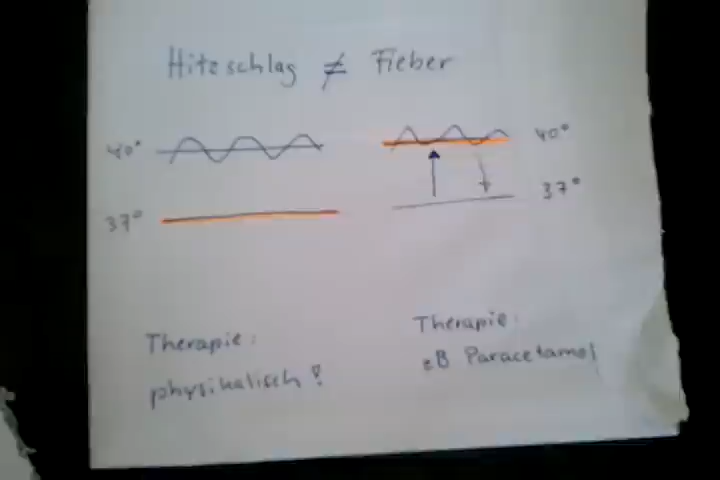 Hitzschlag ≠ Fieber
40° 40°
37° 37°
Therapie: Therapie:
physikalisch! zB Paracetamol